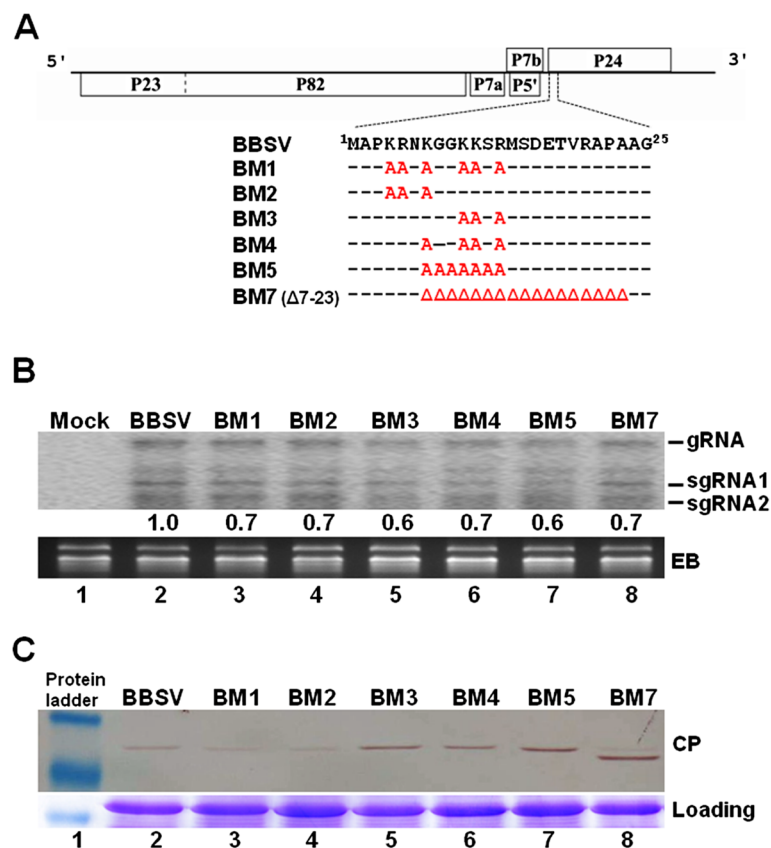 A
5' P7b P24 3'
P23 P82 P7a P5'
BBSV ¹MAPKRNKGGKKSRMSDETVRAPAAG²⁵
BM1 ---AA-A--AA-A------------
BM2 ---AA-A------------------
BM3 ---------AA-A------------
BM4 ------A--AA-A------------
BM5 ------AAAAAAA------------
BM7 (Δ7-23) ------ΔΔΔΔΔΔΔΔΔΔΔΔΔΔΔΔΔ--
B
Mock BBSV BM1 BM2 BM3 BM4 BM5 BM7
gRNA
sgRNA1
sgRNA2
1.0 0.7 0.7 0.6 0.7 0.6 0.7
EB
1 2 3 4 5 6 7 8
C
Protein ladder BBSV BM1 BM2 BM3 BM4 BM5 BM7
CP
Loading
1 2 3 4 5 6 7 8